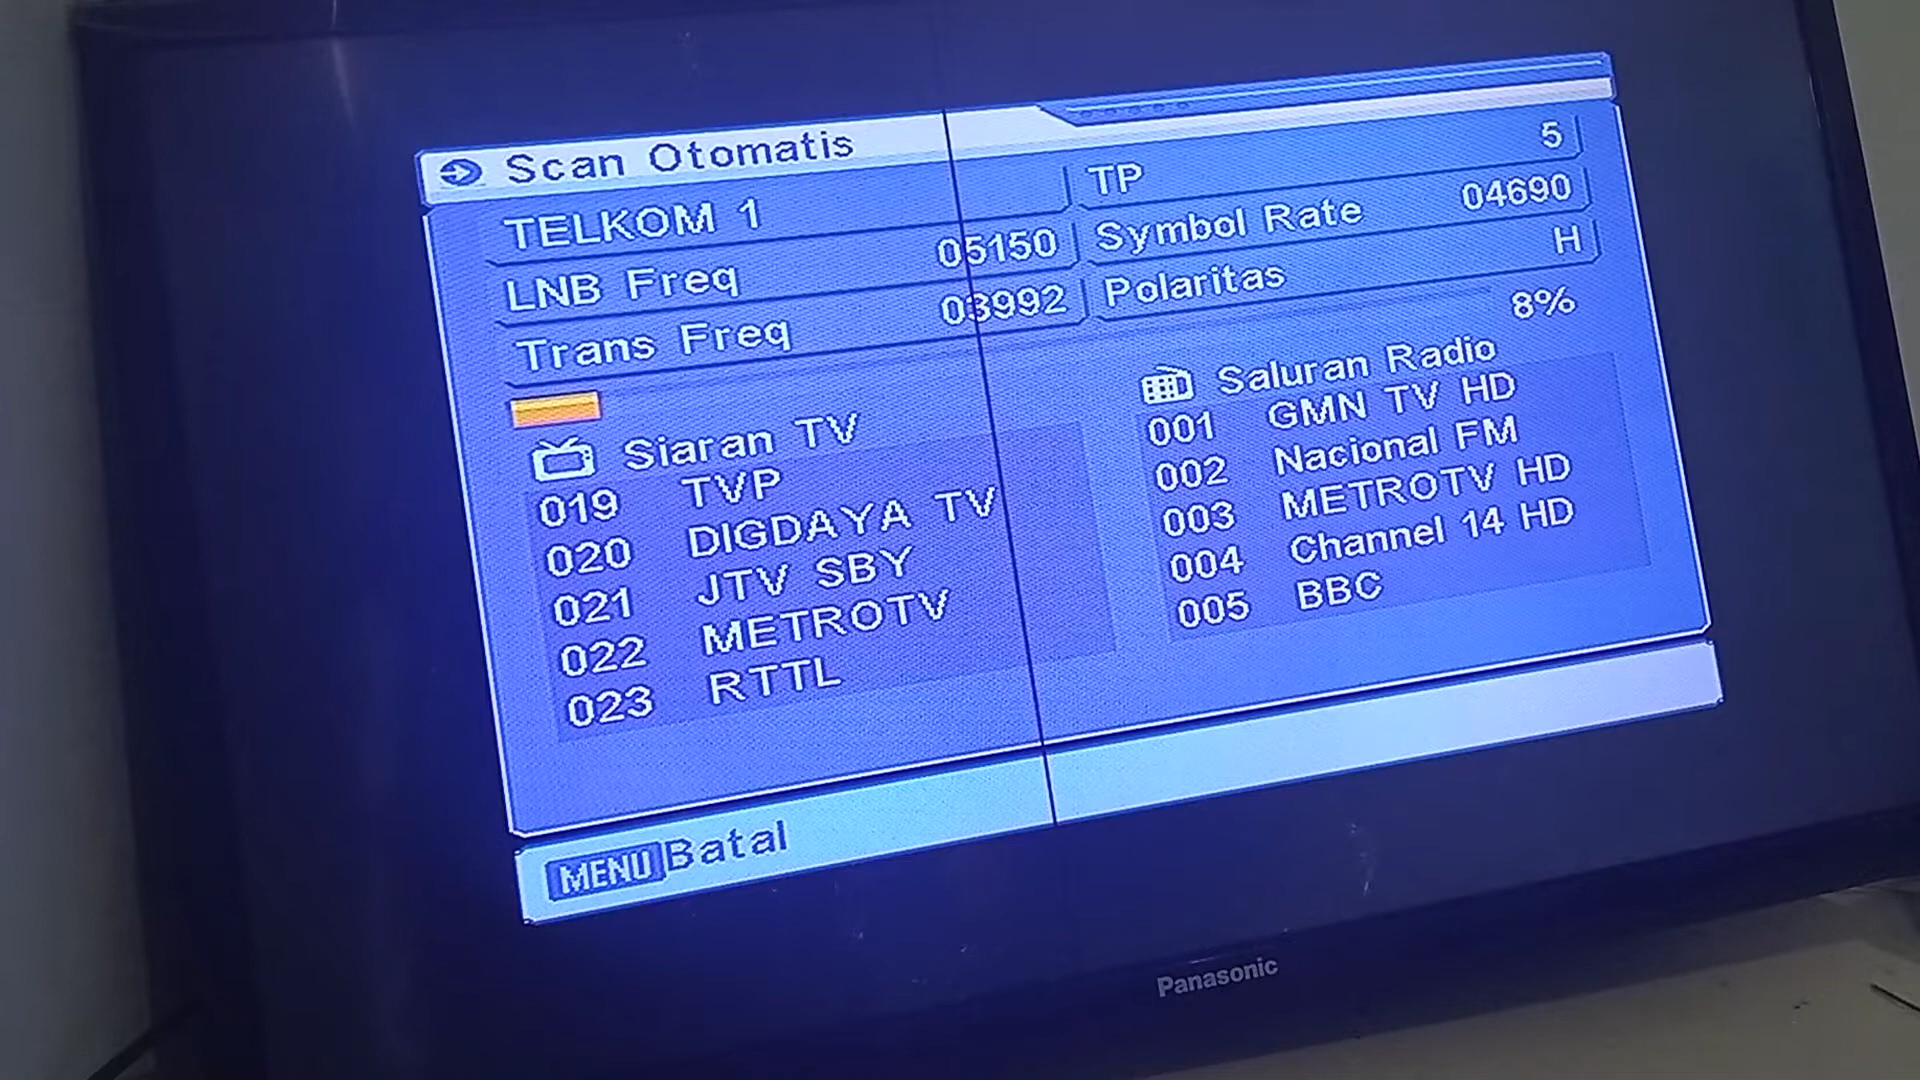 Scan Otomatis
TELKOM 1
TP 5
LNB Freq 05150
Symbol Rate 04690
Trans Freq 03992
Polaritas H
8%
Siaran TV
019 TVP
020 DIGDAYA TV
021 JTV SBY
022 METROTV
023 RTTL
Saluran Radio
001 GMN TV HD
002 Nacional FM
003 METROTV HD
004 Channel 14 HD
005 BBC
MENU Batal
Panasonic